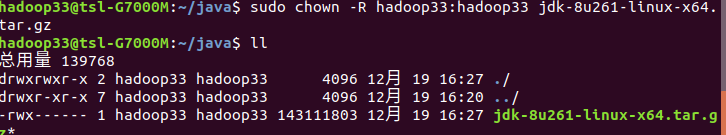 hadoop33@tsl-G7000M:~/java$ sudo chown -R hadoop33:hadoop33 jdk-8u261-linux-x64.
tar.gz
hadoop33@tsl-G7000M:~/java$ ll
总用量 139768
drwxrwxr-x 2 hadoop33 hadoop33      4096 12月 19 16:27 ./
drwxr-xr-x 7 hadoop33 hadoop33      4096 12月 19 16:20 ../
-rwx------ 1 hadoop33 hadoop33 143111803 12月 19 16:27 jdk-8u261-linux-x64.tar.g
z*